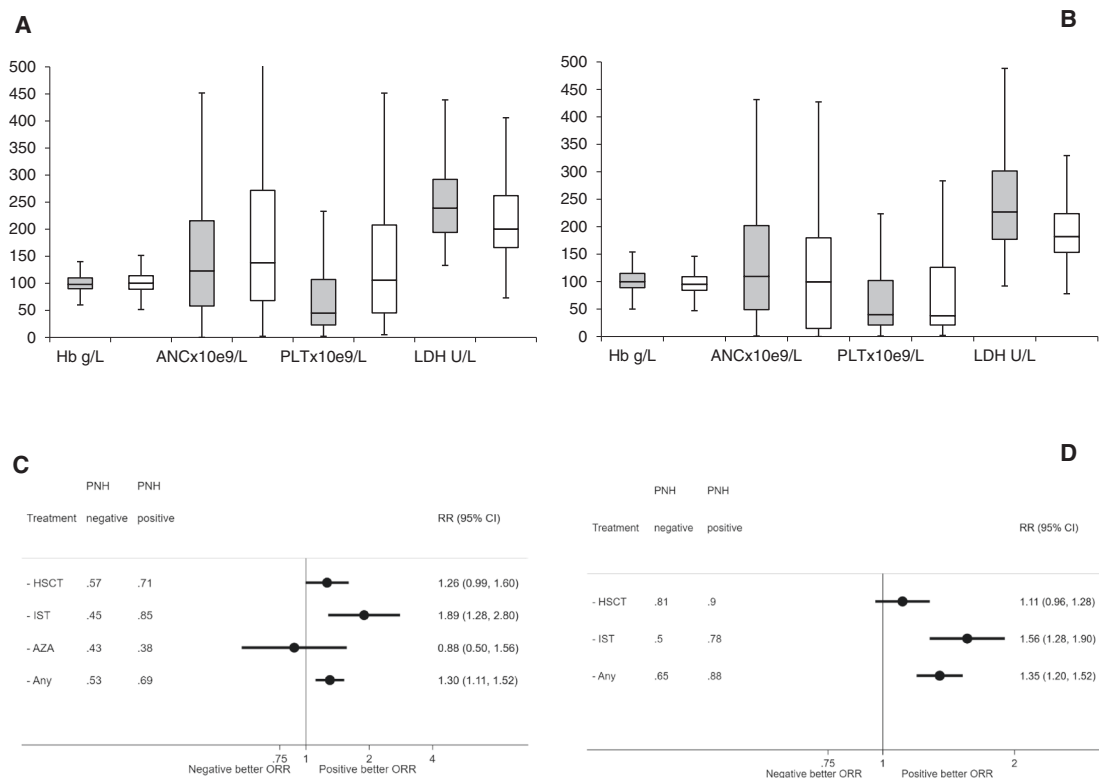 A
500
450
400
350
300
250
200
150
100
50
0
Hb g/L ANCx10e9/L PLTx10e9/L LDH U/L
B
500
450
400
350
300
250
200
150
100
50
0
Hb g/L ANCx10e9/L PLTx10e9/L LDH U/L
C
PNH PNH
Treatment negative positive RR (95% CI)
- HSCT .57 .71 1.26 (0.99, 1.60)
- IST .45 .85 1.89 (1.28, 2.80)
- AZA .43 .38 0.88 (0.50, 1.56)
- Any .53 .69 1.30 (1.11, 1.52)
.75 1 2 4
Negative better ORR Positive better ORR
D
PNH PNH
Treatment negative positive RR (95% CI)
- HSCT .81 .9 1.11 (0.96, 1.28)
- IST .5 .78 1.56 (1.28, 1.90)
- Any .65 .88 1.35 (1.20, 1.52)
.75 1 2
Negative better ORR Positive better ORR